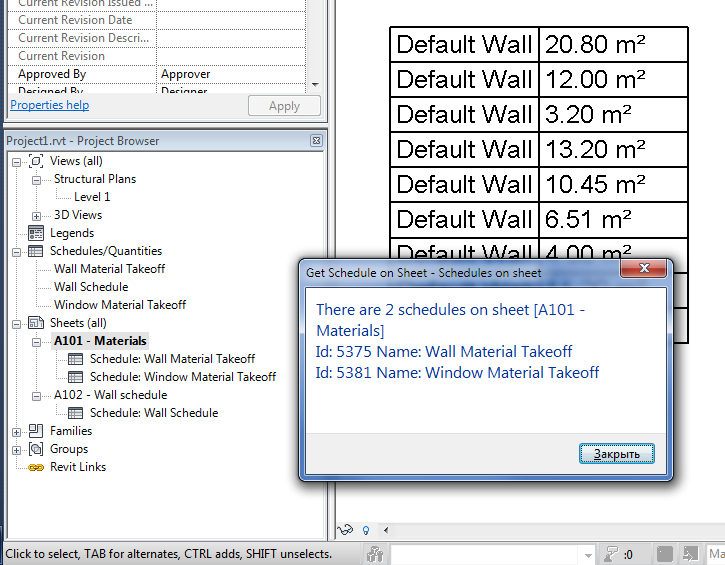 Current Revision Issued ...
Current Revision Date
Current Revision Descri...
Current Revision
Approved By Approver
Designed By Designer
Properties help Apply
Project1.rvt - Project Browser
Views (all)
Structural Plans
Level 1
3D Views
Legends
Schedules/Quantities
Wall Material Takeoff
Wall Schedule
Window Material Takeoff
Sheets (all)
A101 - Materials
Schedule: Wall Material Takeoff
Schedule: Window Material Takeoff
A102 - Wall schedule
Schedule: Wall Schedule
Families
Groups
Revit Links
Default Wall 20.80 m²
Default Wall 12.00 m²
Default Wall 3.20 m²
Default Wall 13.20 m²
Default Wall 10.45 m²
Default Wall 6.51 m²
Default Wall 4.00 m²
Get Schedule on Sheet - Schedules on sheet
There are 2 schedules on sheet [A101 -
Materials]
Id: 5375 Name: Wall Material Takeoff
Id: 5381 Name: Window Material Takeoff
Закрыть
Click to select, TAB for alternates, CTRL adds, SHIFT unselects.
:0
Ma